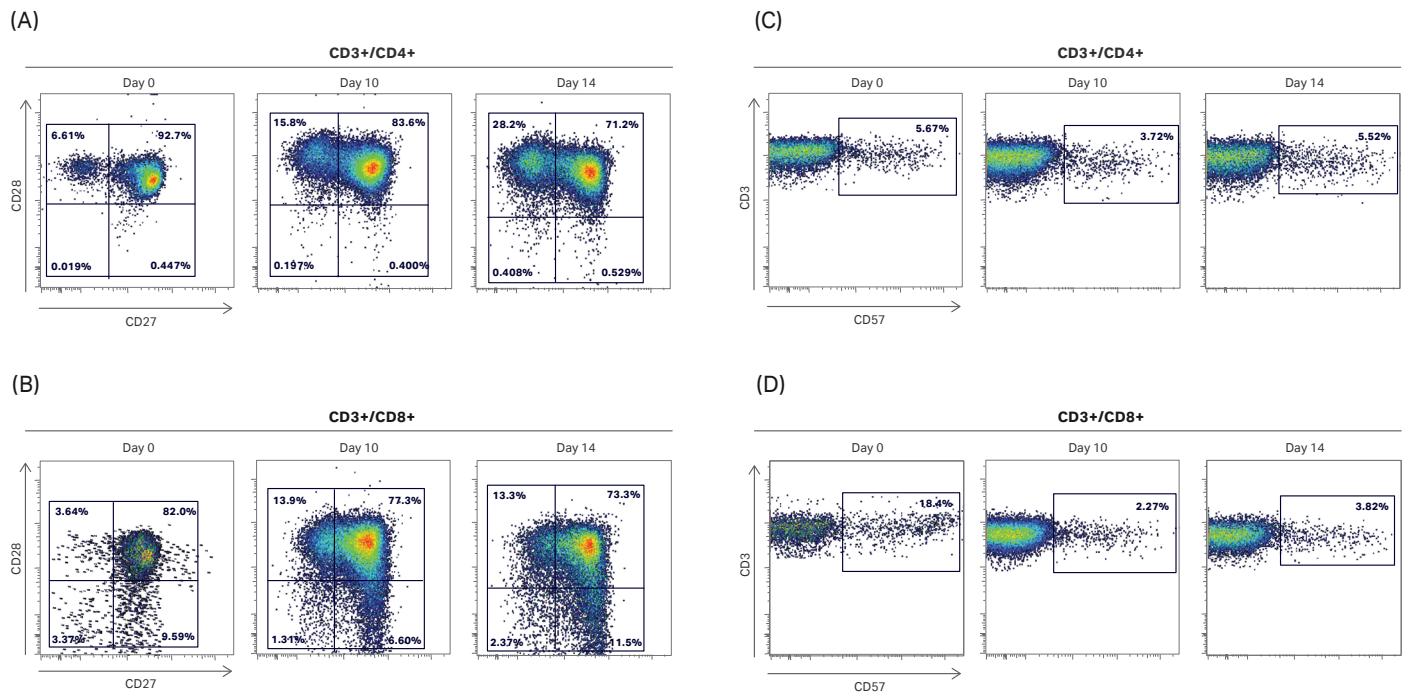 (A)
CD3+/CD4+
Day 0
Day 10
Day 14
6.61%
92.7%
0.019%
0.447%
15.8%
83.6%
0.197%
0.400%
28.2%
71.2%
0.408%
0.529%
CD28
CD27
(B)
CD3+/CD8+
Day 0
Day 10
Day 14
3.64%
82.0%
3.37%
9.59%
13.9%
77.3%
1.31%
6.60%
13.3%
73.3%
2.37%
11.5%
CD28
CD27
(C)
CD3+/CD4+
Day 0
Day 10
Day 14
5.67%
3.72%
5.52%
CD3
CD57
(D)
CD3+/CD8+
Day 0
Day 10
Day 14
18.4%
2.27%
3.82%
CD3
CD57